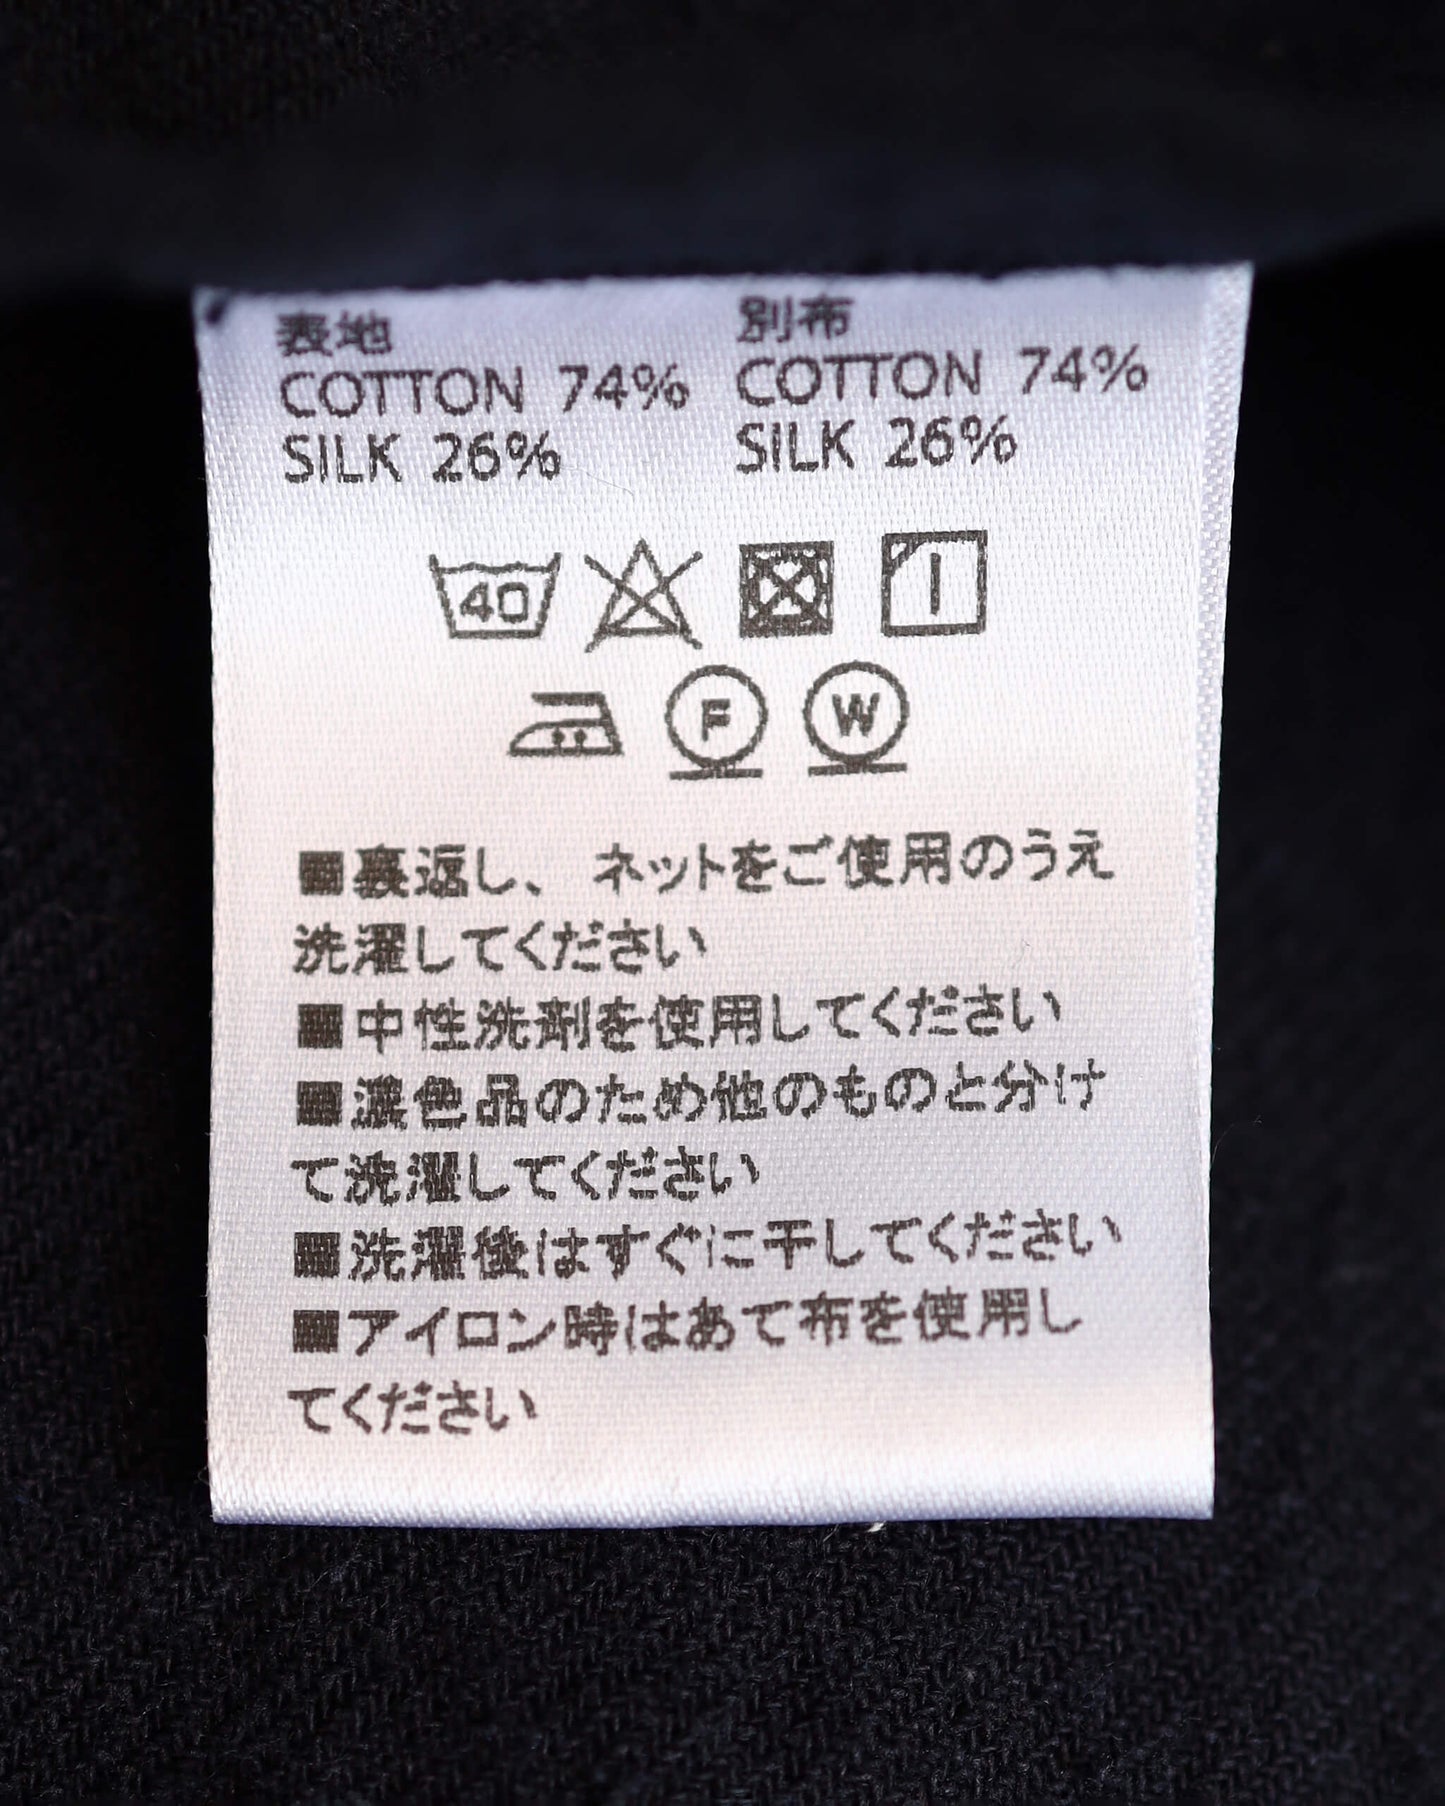 表地 別布
COTTON 74% COTTON 74%
SILK 26% SILK 26%
40
F W
■裏返し、ネットをご使用のうえ
洗濯してください
■中性洗剤を使用してください
■濃色品のため他のものと分け
て洗濯してください
■洗濯後はすぐに干してください
■アイロン時はあて布を使用し
てください